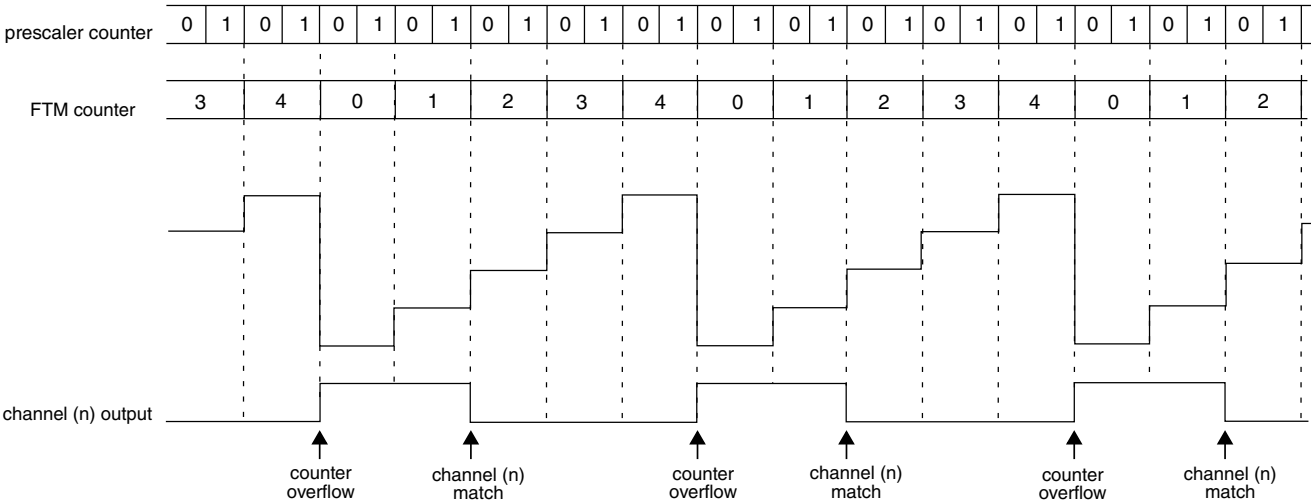 prescaler counter 0 1 0 1 0 1 0 1 0 1 0 1 0 1 0 1 0 1 0 1 0 1 0 1 0 1 0 1 0 1
FTM counter 3 4 0 1 2 3 4 0 1 2 3 4 0 1 2
channel (n) output
counter overflow
channel (n) match
counter overflow
channel (n) match
counter overflow
channel (n) match